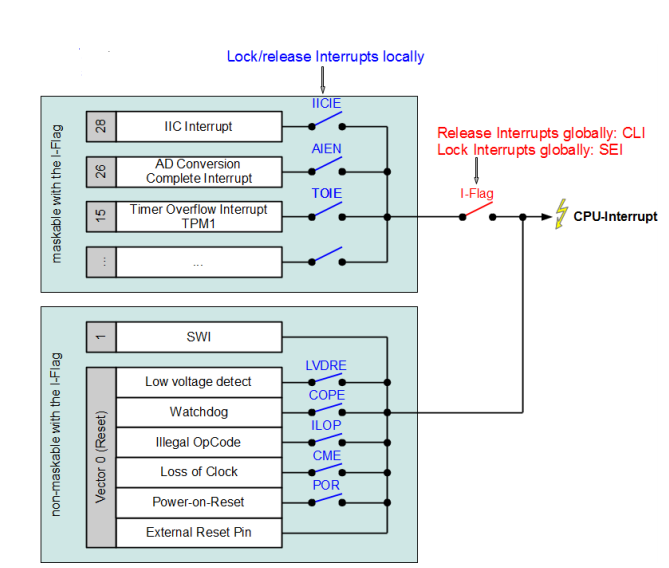 Lock/release Interrupts locally
maskable with the I-Flag
28
IIC Interrupt
IICIE
26
AD Conversion
Complete Interrupt
AIEN
15
Timer Overflow Interrupt
TPM1
TOIE
...
...
Release Interrupts globally: CLI
Lock Interrupts globally: SEI
I-Flag
CPU-Interrupt
non-maskable with the I-Flag
1
SWI
Vector 0 (Reset)
Low voltage detect
LVDRE
Watchdog
COPE
Illegal OpCode
ILOP
Loss of Clock
CME
Power-on-Reset
POR
External Reset Pin